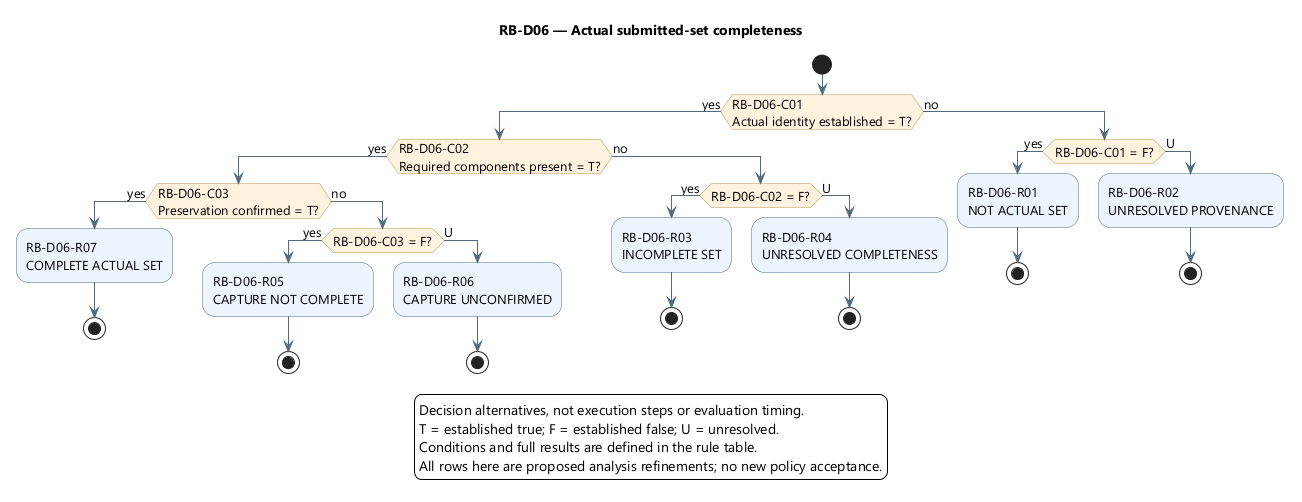 RB-D06 — Actual submitted-set completeness
RB-D06-C01
Actual identity established = T?
yes
no
RB-D06-C02
Required components present = T?
yes
no
RB-D06-C01 = F?
yes
U
RB-D06-C03
Preservation confirmed = T?
yes
no
RB-D06-C02 = F?
yes
U
RB-D06-R01
NOT ACTUAL SET
RB-D06-R02
UNRESOLVED PROVENANCE
RB-D06-R07
COMPLETE ACTUAL SET
RB-D06-C03 = F?
yes
U
RB-D06-R03
INCOMPLETE SET
RB-D06-R04
UNRESOLVED COMPLETENESS
RB-D06-R05
CAPTURE NOT COMPLETE
RB-D06-R06
CAPTURE UNCONFIRMED
Decision alternatives, not execution steps or evaluation timing.
T = established true; F = established false; U = unresolved.
Conditions and full results are defined in the rule table.
All rows here are proposed analysis refinements; no new policy acceptance.